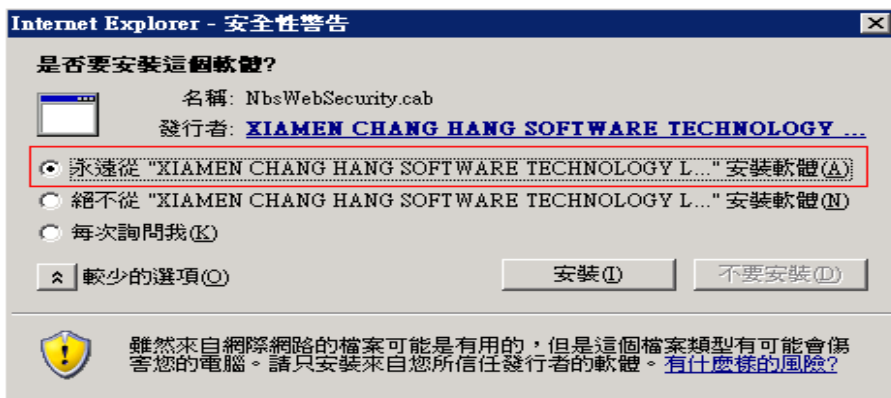 Internet Explorer - 安全性警告
是否要安裝這個軟體?
名稱: NbsWebSecurity.cab
發行者: XIAMEN CHANG HANG SOFTWARE TECHNOLOGY ...
永遠從 "XIAMEN CHANG HANG SOFTWARE TECHNOLOGY L..." 安裝軟體(A)
絕不從 "XIAMEN CHANG HANG SOFTWARE TECHNOLOGY L..." 安裝軟體(N)
每次詢問我(K)
較少的選項(O) 安裝(I) 不要安裝(D)
雖然來自網際網路的檔案可能是有用的，但是這個檔案類型有可能會傷
害您的電腦。請只安裝來自您所信任發行者的軟體。有什麼樣的風險?